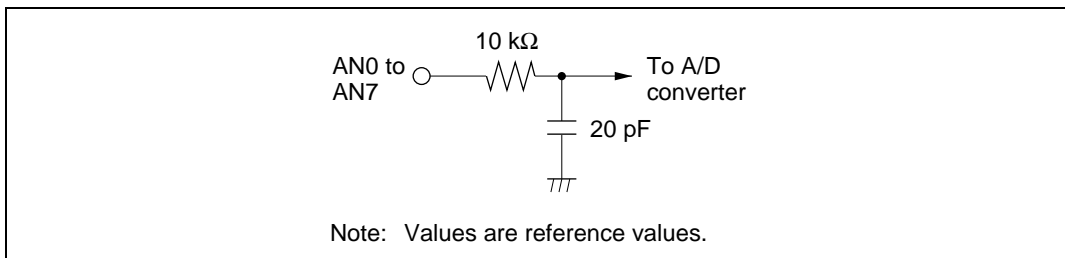 10 kΩ
AN0 to
AN7
To A/D
converter
20 pF
Note: Values are reference values.